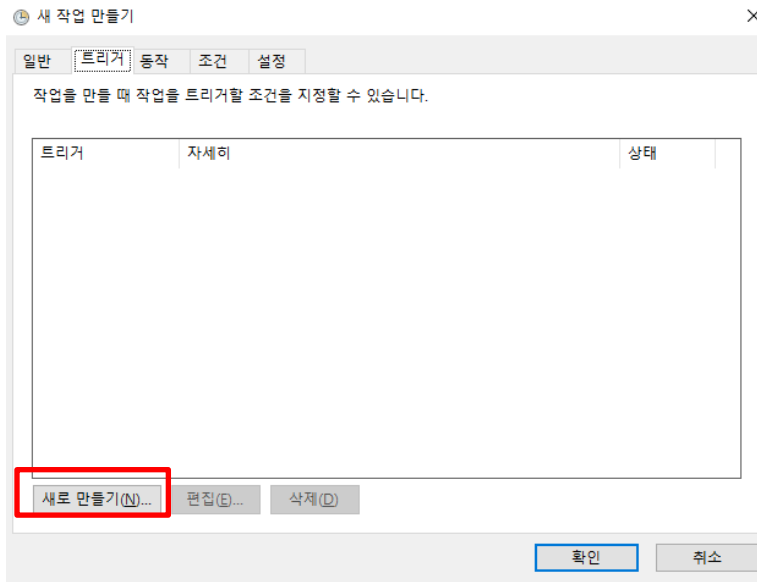 새 작업 만들기
일반 트리거 동작 조건 설정
작업을 만들 때 작업을 트리거할 조건을 지정할 수 있습니다.
트리거 자세히 상태
새로 만들기(N)... 편집(E)... 삭제(D)
확인 취소